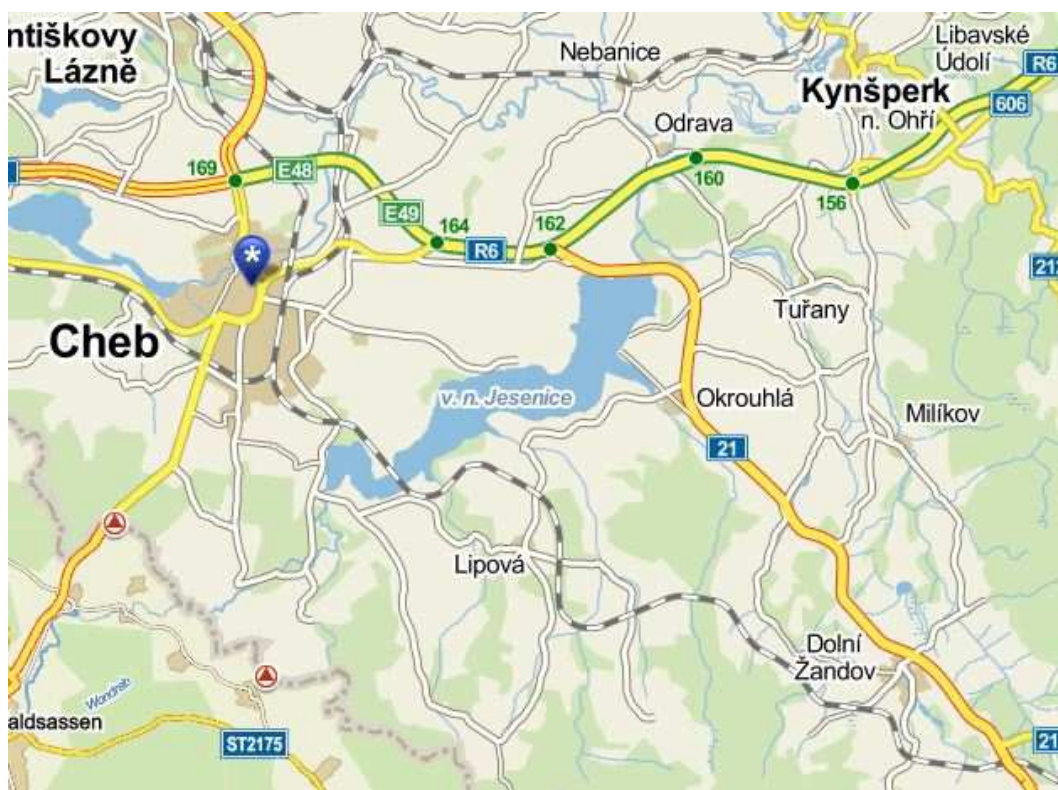 ntiškovy
Lázně
Nebanice
Libavské
Údolí
R6
Kynšperk
n. Ohří
606
Odrava
169
E48
160
156
E49
164
162
R6
212
Tuřany
Cheb
v. n. Jesenice
Okrouhlá
Milíkov
21
Lipová
Dolní
Žandov
Wondreb
aldsassen
ST2175
21